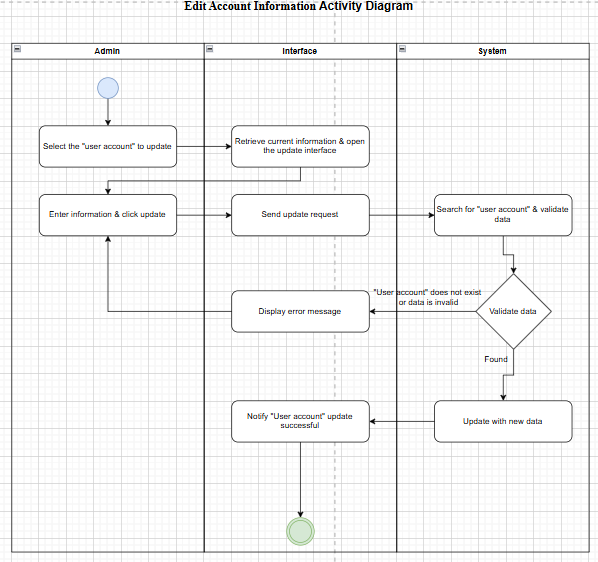 Edit Account Information Activity Diagram
Admin
Interface
System
Select the "user account" to update
Retrieve current information & open
the update interface
Enter information & click update
Send update request
Search for "user account" & validate
data
"User account" does not exist
or data is invalid
Display error message
Validate data
Found
Notify "User account" update
successful
Update with new data